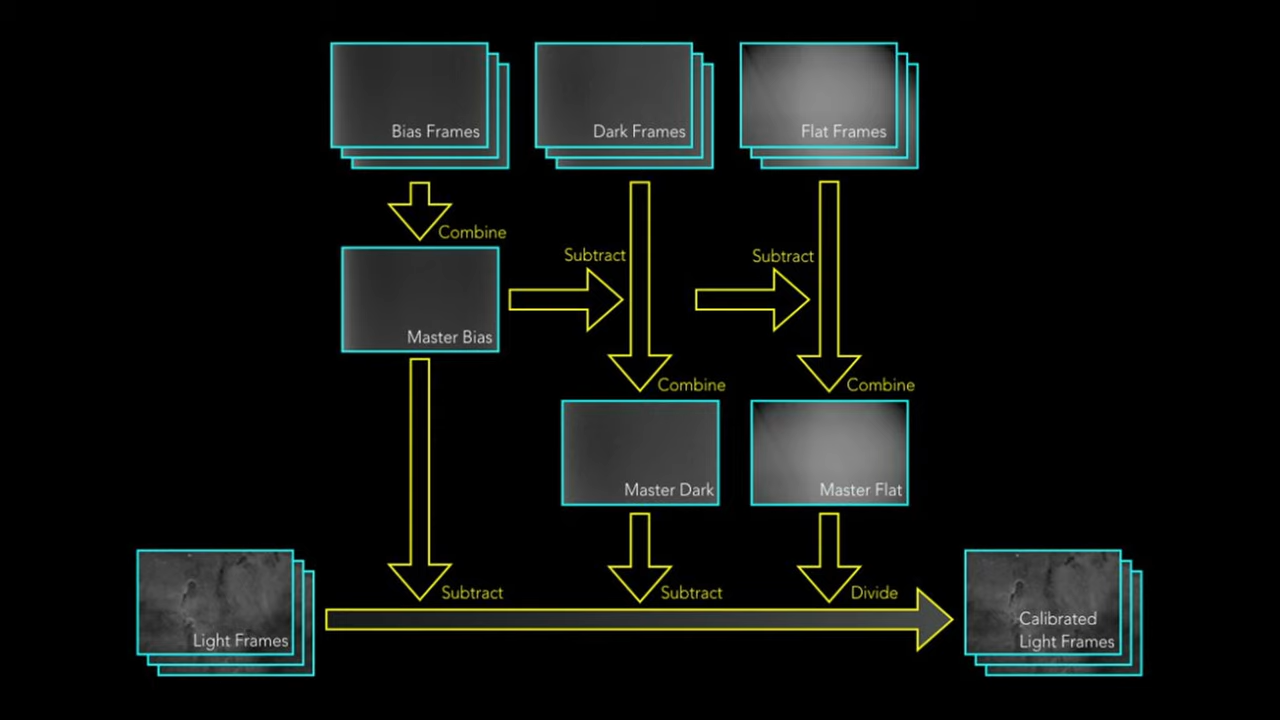 Bias Frames
Dark Frames
Flat Frames
Combine
Subtract
Subtract
Master Bias
Combine
Combine
Master Dark
Master Flat
Subtract
Subtract
Divide
Light Frames
Calibrated
Light Frames